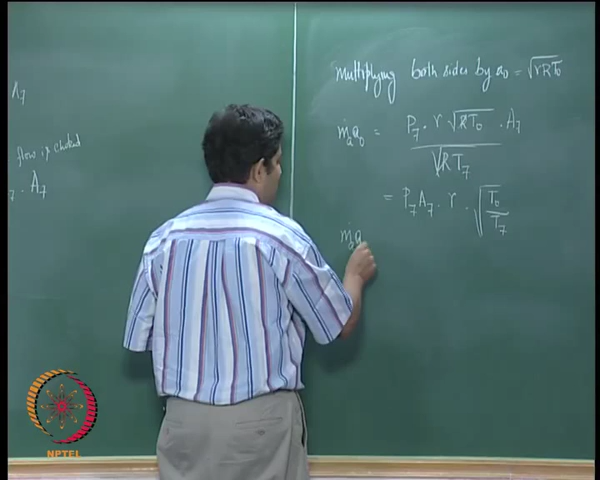 A7
flow is choked
7 · A7
Multiplying both sides by a0 = √γRT0
ṁa a0 = P7 · γ √RT0 · A7 / √RT7
= P7 A7 · γ · √T0/T7
ṁa a
NPTEL